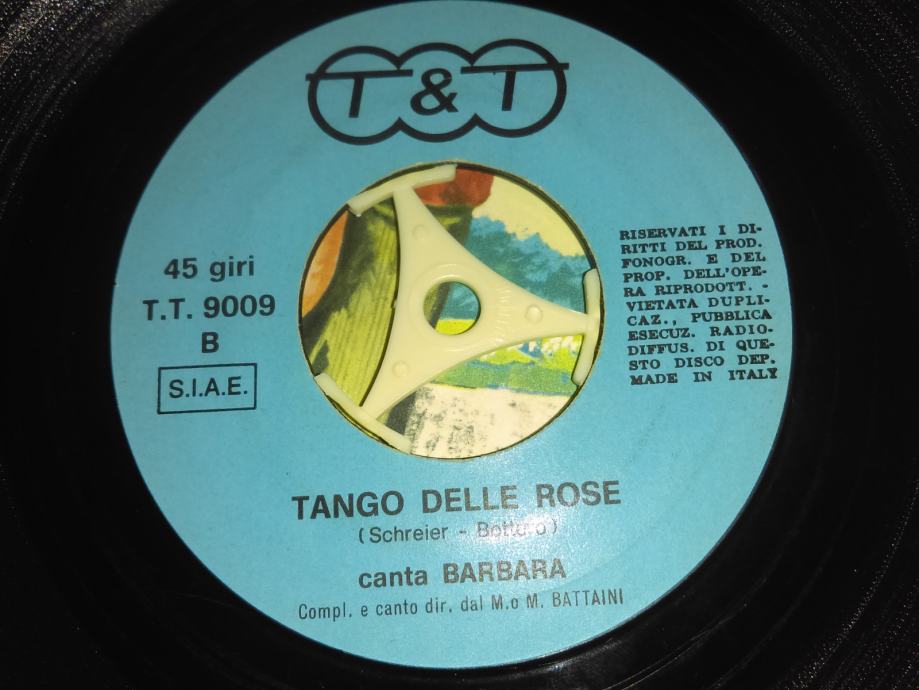 T & T
45 giri
T.T. 9009
B
S.I.A.E.
RISERVATI I DI-
RITTI DEL PROD.
FONOGR. E DEL
PROP. DELL'OPE-
RA RIPRODOTT. -
VIETATA DUPLI-
CAZ., PUBBLICA
ESECUZ. RADIO-
DIFFUS. DI QUE-
STO DISCO DEP.
MADE IN ITALY
TANGO DELLE ROSE
(Schreier - Bottero)
canta BARBARA
Compl. e canto dir. dal M.o M. BATTAINI